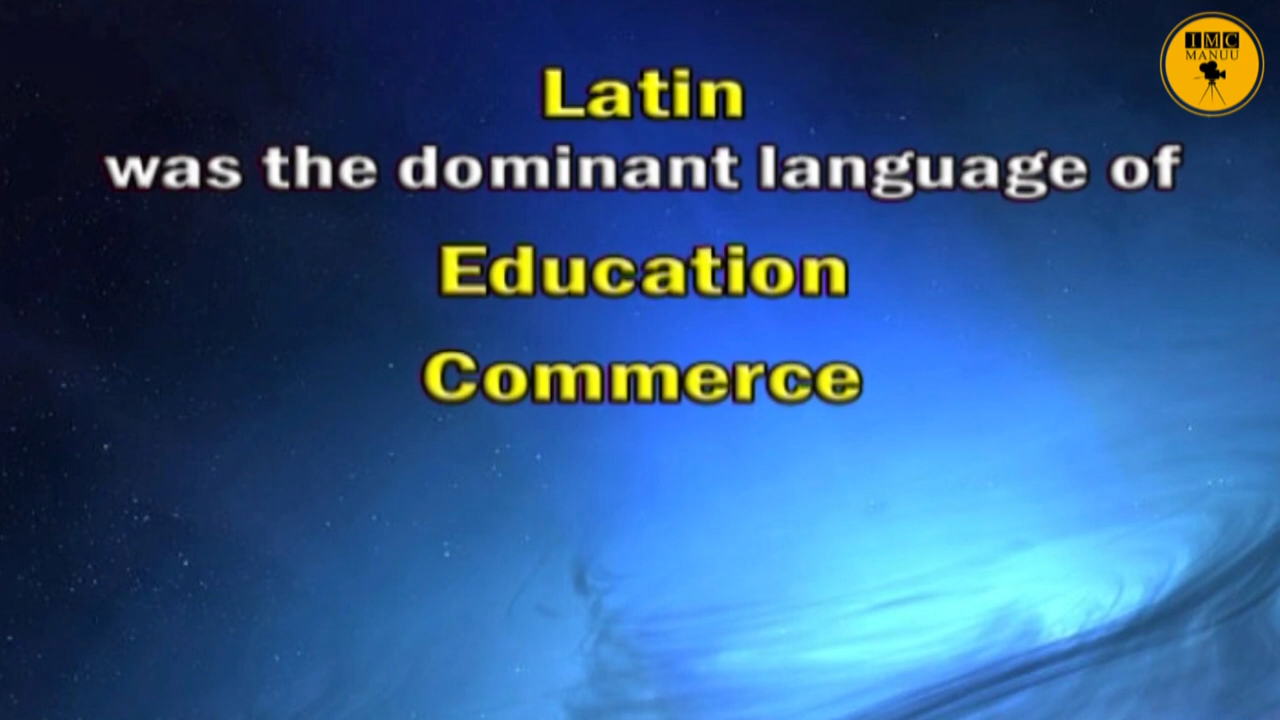 IMC
MANUU
Latin
was the dominant language of
Education
Commerce